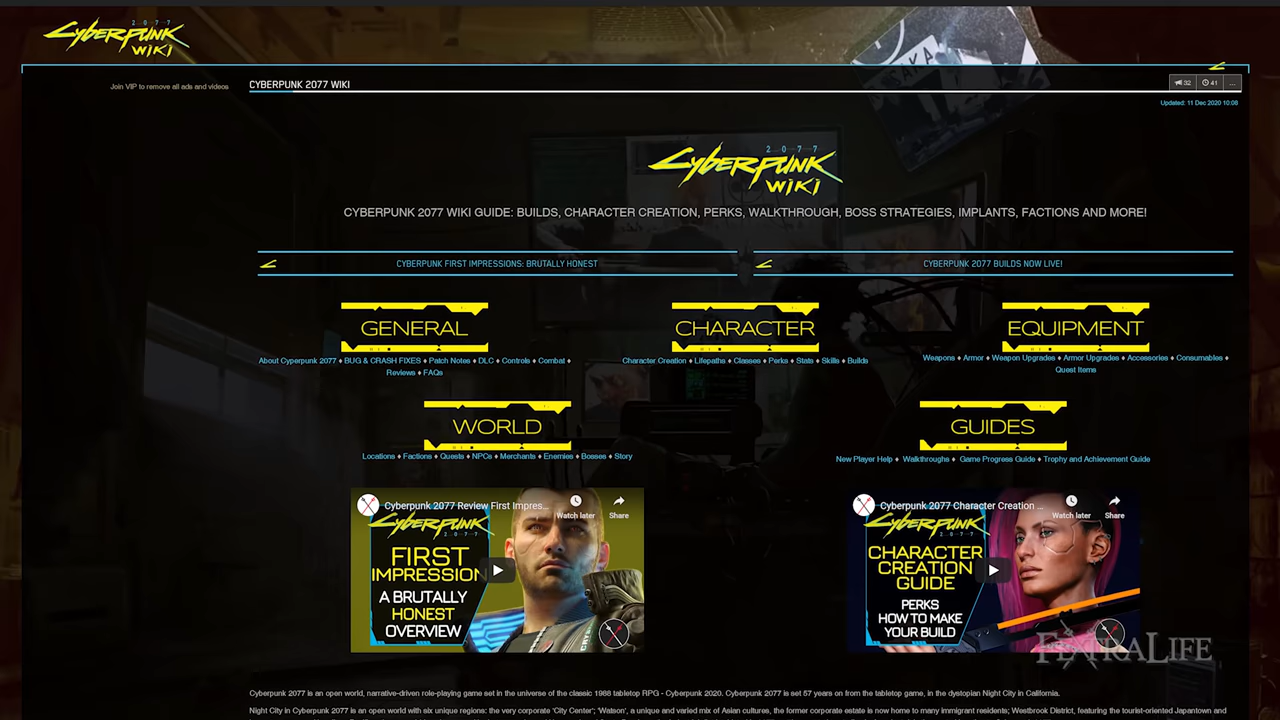 2077
CYBERPUNK
WIKI
Join VIP to remove all ads and videos
CYBERPUNK 2077 WIKI
32
41
...
Updated: 11 Dec 2020 10:08
2077
CYBERPUNK
WIKI
CYBERPUNK 2077 WIKI GUIDE: BUILDS, CHARACTER CREATION, PERKS, WALKTHROUGH, BOSS STRATEGIES, IMPLANTS, FACTIONS AND MORE!
CYBERPUNK FIRST IMPRESSIONS: BRUTALLY HONEST
CYBERPUNK 2077 BUILDS NOW LIVE!
GENERAL
About Cyperpunk 2077 ♦ BUG & CRASH FIXES ♦ Patch Notes ♦ DLC ♦ Controls ♦ Combat ♦
Reviews ♦ FAQs
CHARACTER
Character Creation ♦ Lifepaths ♦ Classes ♦ Perks ♦ Stats ♦ Skills ♦ Builds
EQUIPMENT
Weapons ♦ Armor ♦ Weapon Upgrades ♦ Armor Upgrades ♦ Accessories ♦ Consumables ♦
Quest Items
WORLD
Locations ♦ Factions ♦ Quests ♦ NPCs ♦ Merchants ♦ Enemies ♦ Bosses ♦ Story
GUIDES
New Player Help ♦ Walkthroughs ♦ Game Progress Guide ♦ Trophy and Achievement Guide
Cyberpunk 2077 Review First Impres...
Watch later
Share
CYBERPUNK
2077
FIRST
IMPRESSION
A BRUTALLY
HONEST
OVERVIEW
Cyberpunk 2077 Character Creation ...
Watch later
Share
CYBERPUNK
2077
CHARACTER
CREATION
GUIDE
PERKS
HOW TO MAKE
YOUR BUILD
FEXTRALIFE
Cyberpunk 2077 is an open world, narrative-driven role-playing game set in the universe of the classic 1988 tabletop RPG - Cyberpunk 2020. Cyberpunk 2077 is set 57 years on from the tabletop game, in the dystopian Night City in California.
Night City in Cyberpunk 2077 is an open world with six unique regions: the very corporate 'City Center'; 'Watson', a unique and varied mix of Asian cultures, the former corporate estate is now home to many immigrant residents; Westbrook District, featuring the tourist-oriented Japantown and